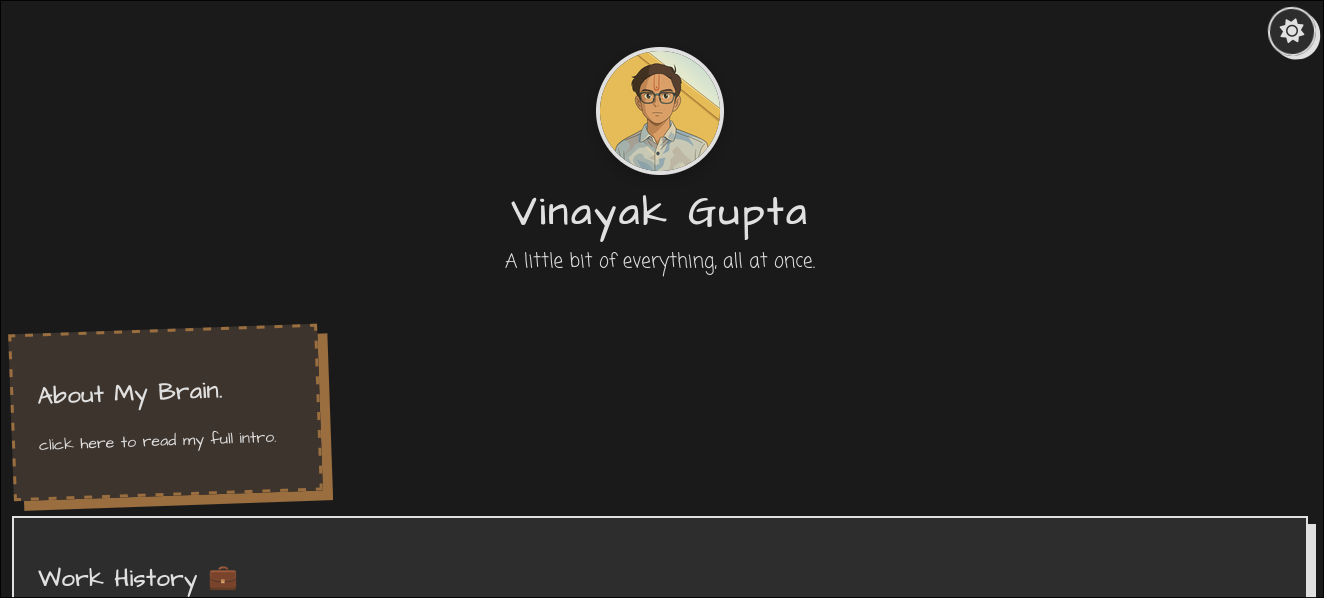 Vinayak Gupta
A little bit of everything, all at once.
About My Brain.
click here to read my full intro.
Work History